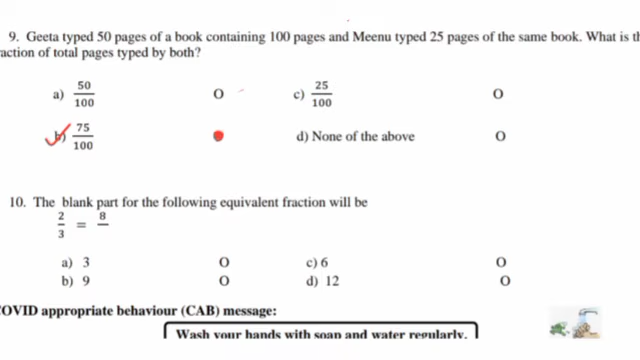 9. Geeta typed 50 pages of a book containing 100 pages and Meenu typed 25 pages of the same book. What is th
action of total pages typed by both?
a) 50/100 O c) 25/100 O
b) 75/100 d) None of the above O
10. The blank part for the following equivalent fraction will be
2/3 = 8/
a) 3 O c) 6 O
b) 9 O d) 12 O
OVID appropriate behaviour (CAB) message:
Wash your hands with soap and water regularly.